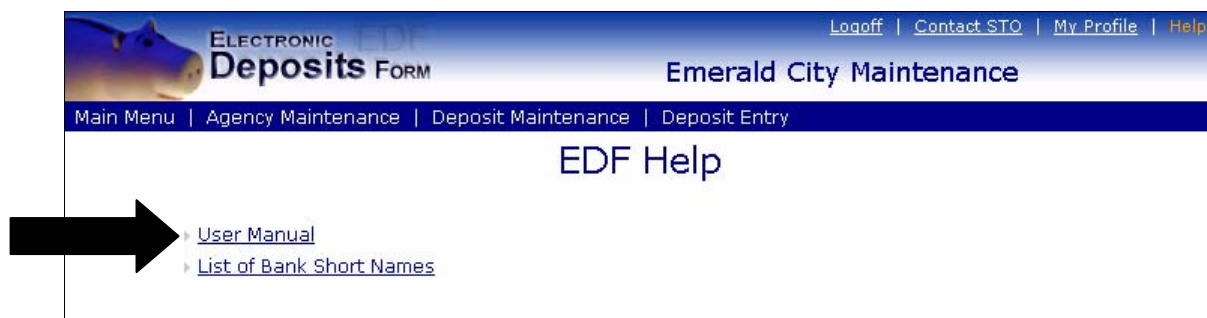 Logoff | Contact STO | My Profile | Help
ELECTRONIC EDF
Deposits FORM
Emerald City Maintenance
Main Menu | Agency Maintenance | Deposit Maintenance | Deposit Entry
EDF Help
User Manual
List of Bank Short Names